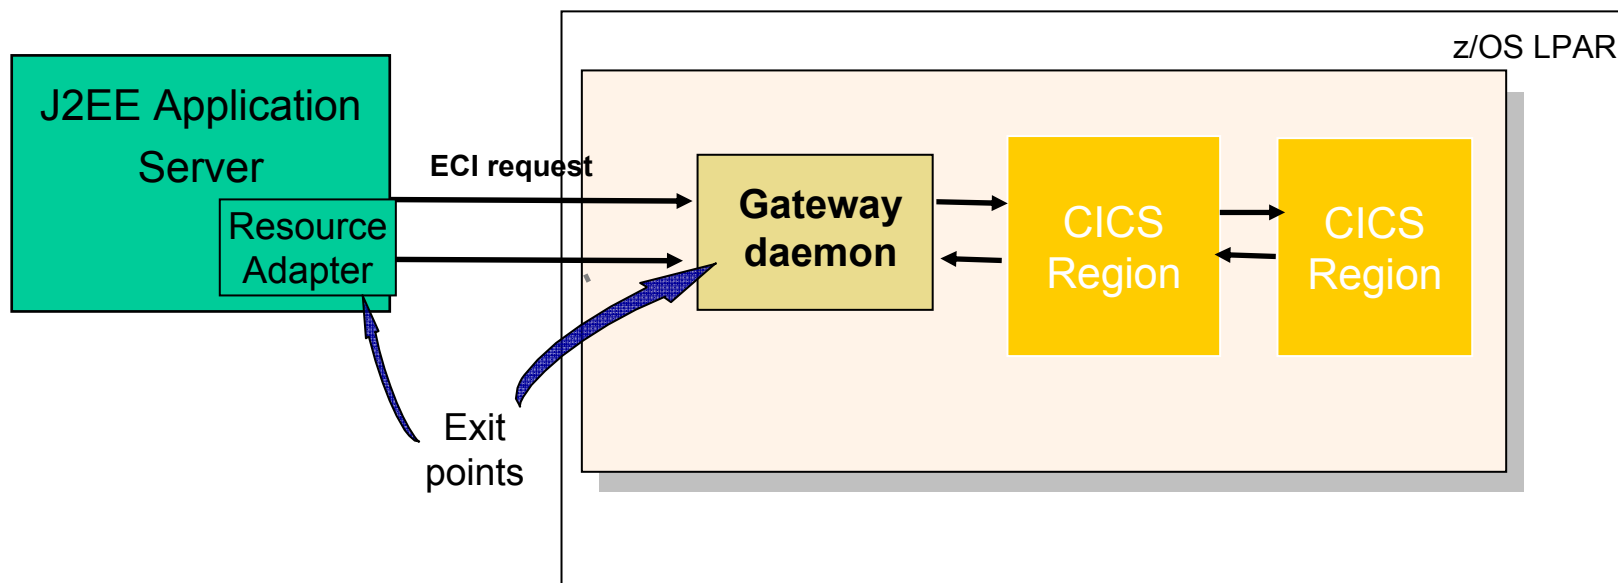 z/OS LPAR
J2EE Application
Server
Resource
Adapter
ECI request
Gateway
daemon
CICS
Region
CICS
Region
Exit
points